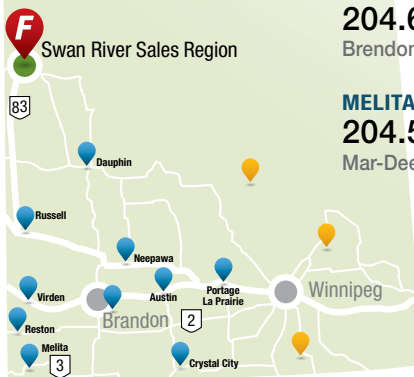 F
Swan River Sales Region
83
Dauphin
Russell
Neepawa
Virden
Austin
Portage
La Prairie
Winnipeg
Brandon
2
Reston
Melita
3
Crystal City
204.6
Brendon
MELITA
204.5
Mar-Dee